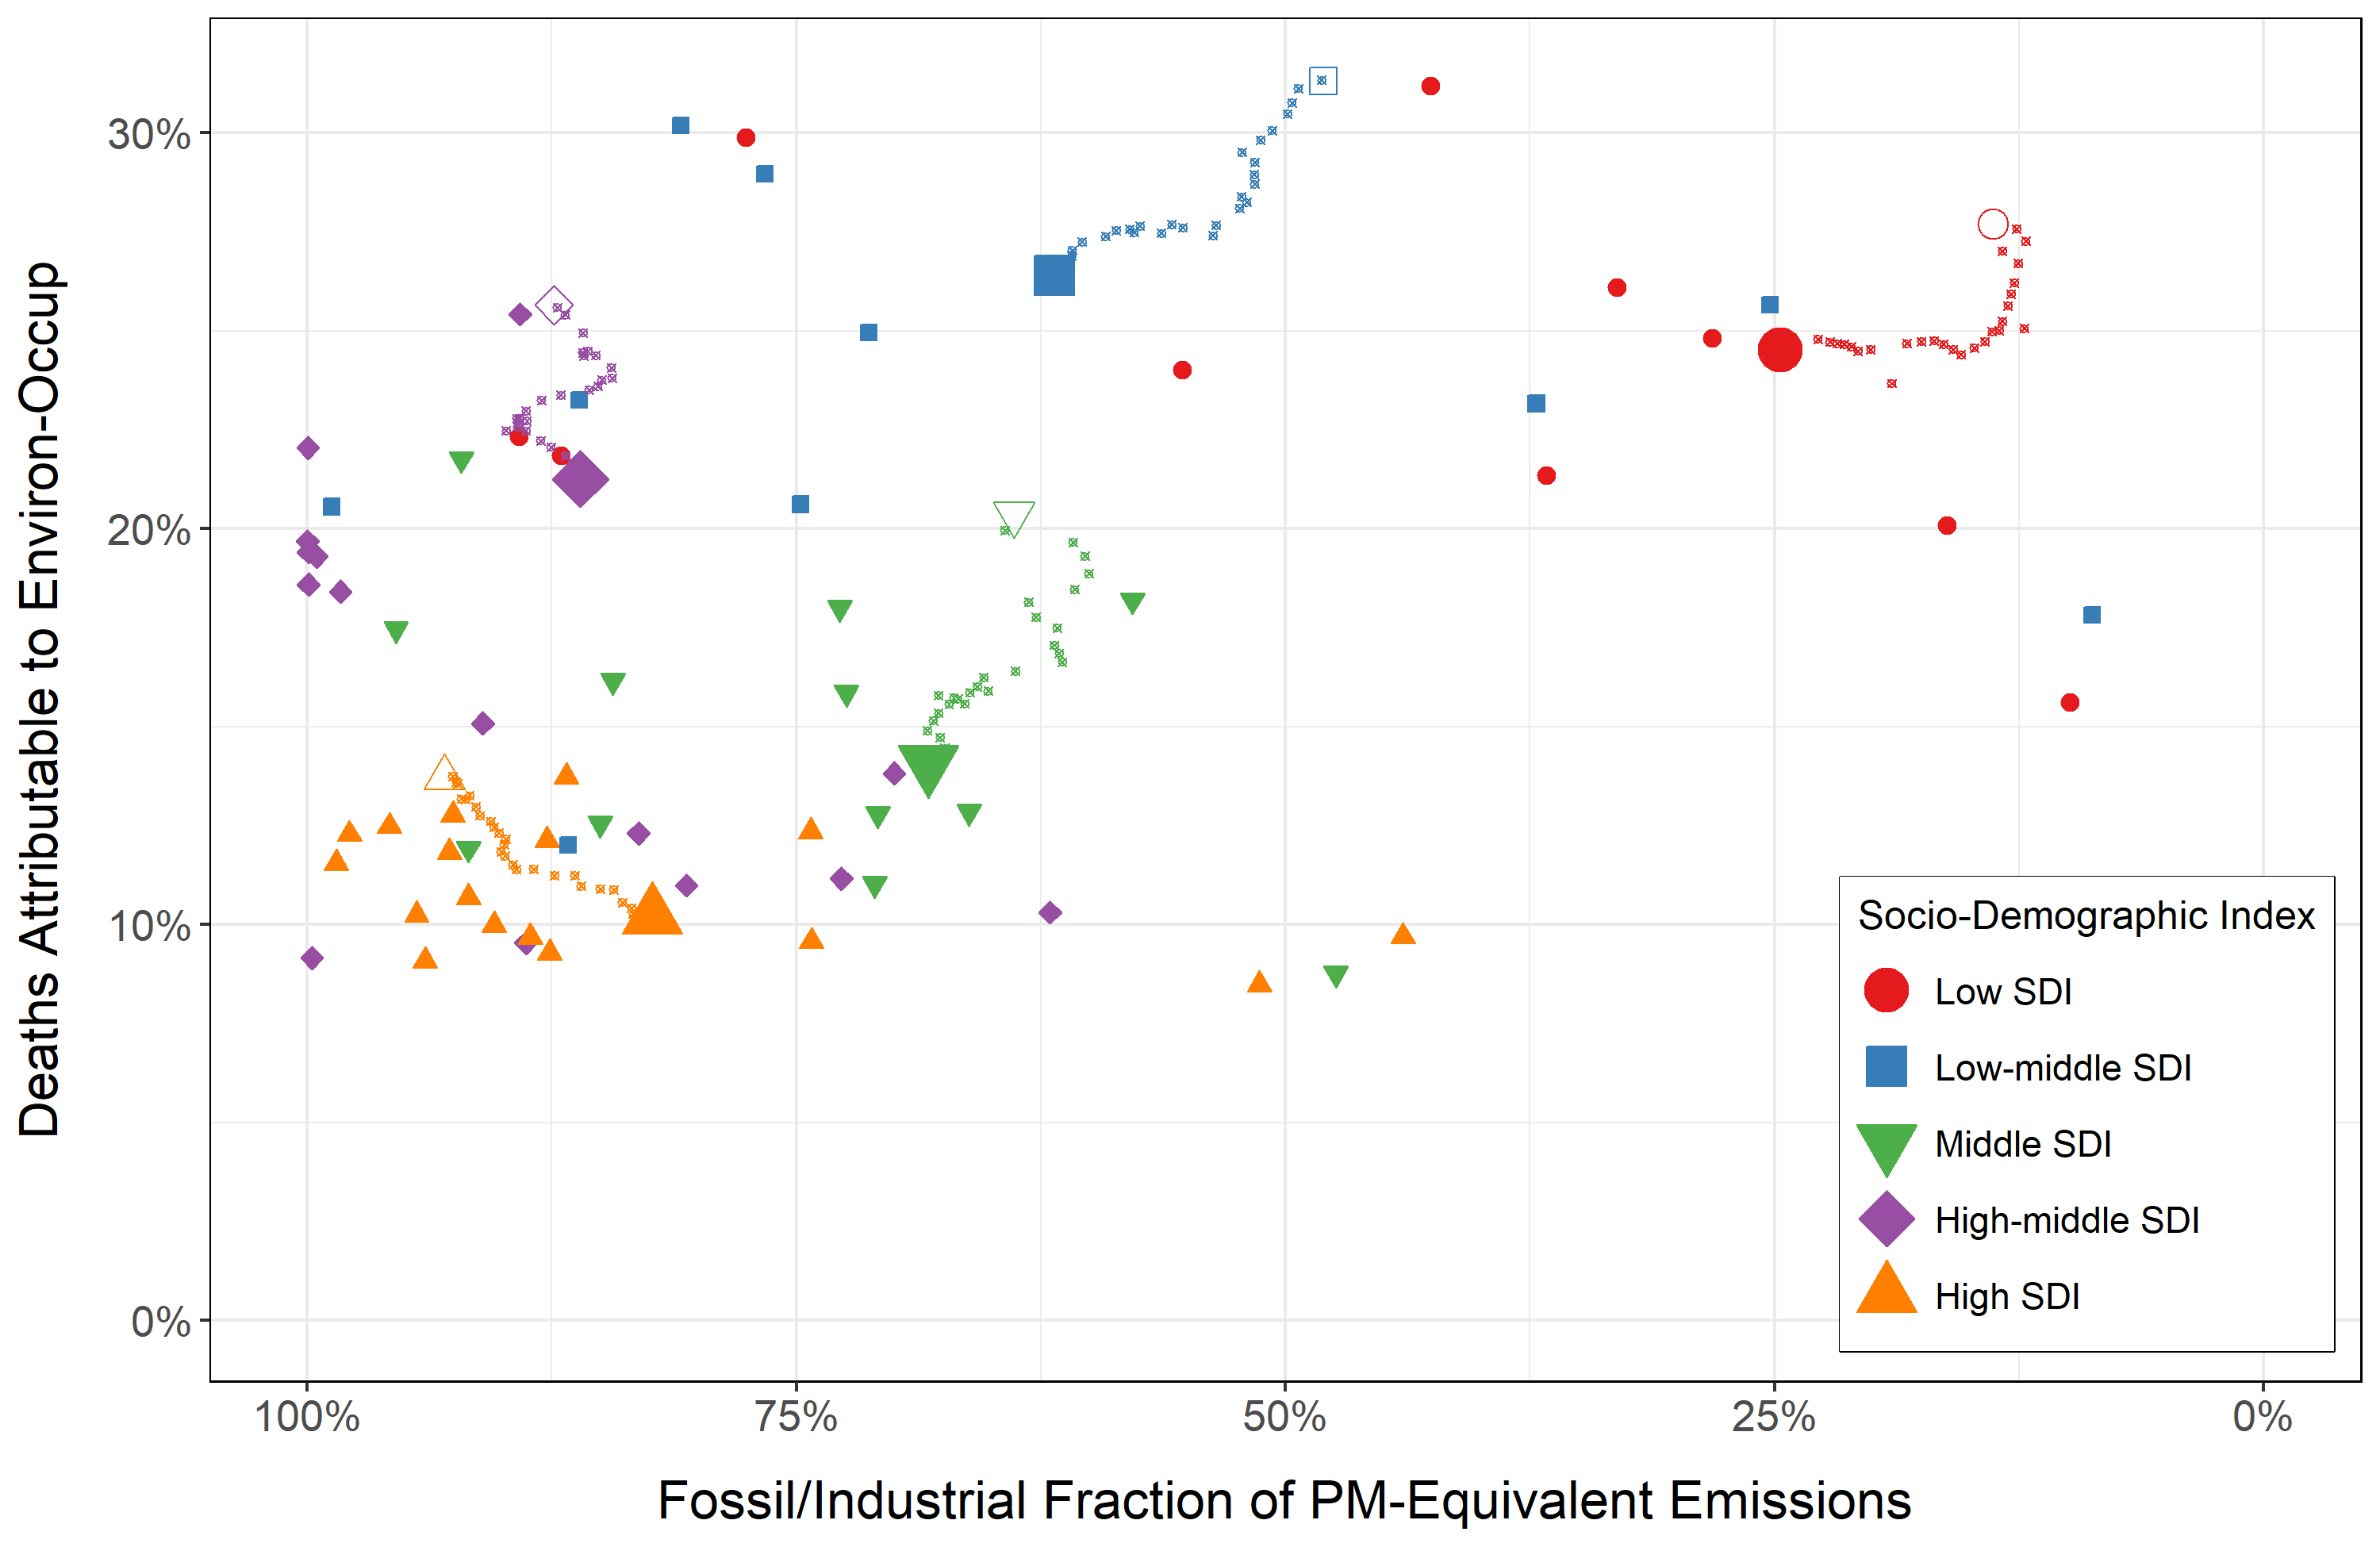 Deaths Attributable to Environ-Occup
30%
20%
10%
0%
100%
75%
50%
25%
0%
Fossil/Industrial Fraction of PM-Equivalent Emissions
Socio-Demographic Index
Low SDI
Low-middle SDI
Middle SDI
High-middle SDI
High SDI